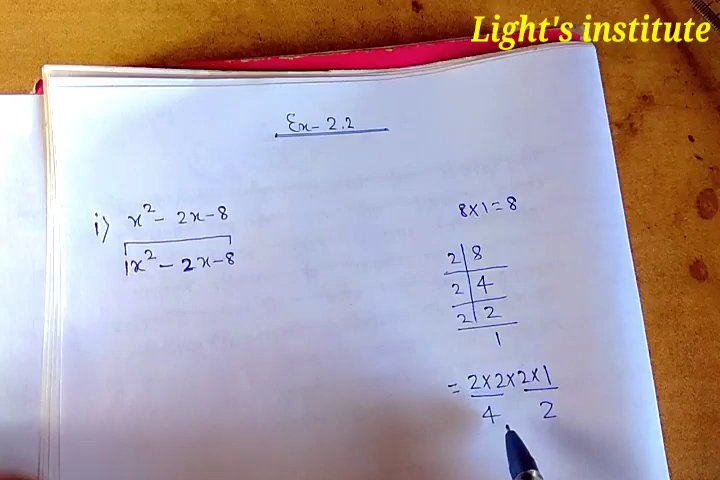 Light's institute
Ex- 2.2
i) x² - 2x - 8
1x² - 2x - 8
8×1=8
2 | 8
2 | 4
2 | 2
1
= 2×2×2×1
4 2